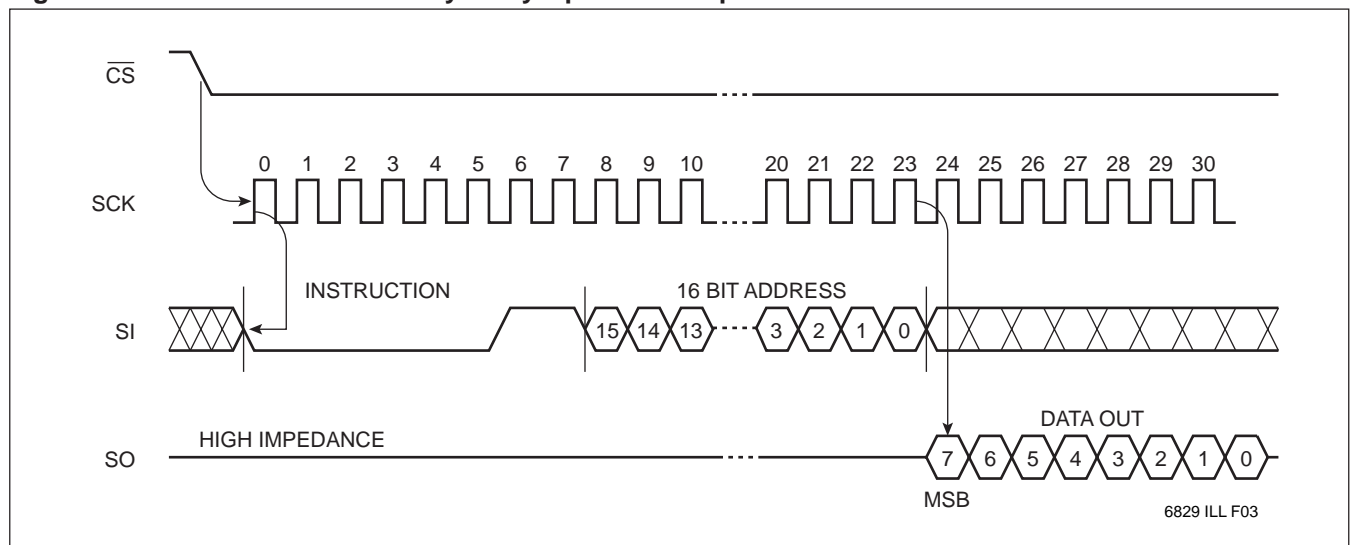 CS
0 1 2 3 4 5 6 7 8 9 10 20 21 22 23 24 25 26 27 28 29 30
SCK
INSTRUCTION 16 BIT ADDRESS
SI 15 14 13 3 2 1 0
DATA OUT
HIGH IMPEDANCE
SO 7 6 5 4 3 2 1 0
MSB
6829 ILL F03